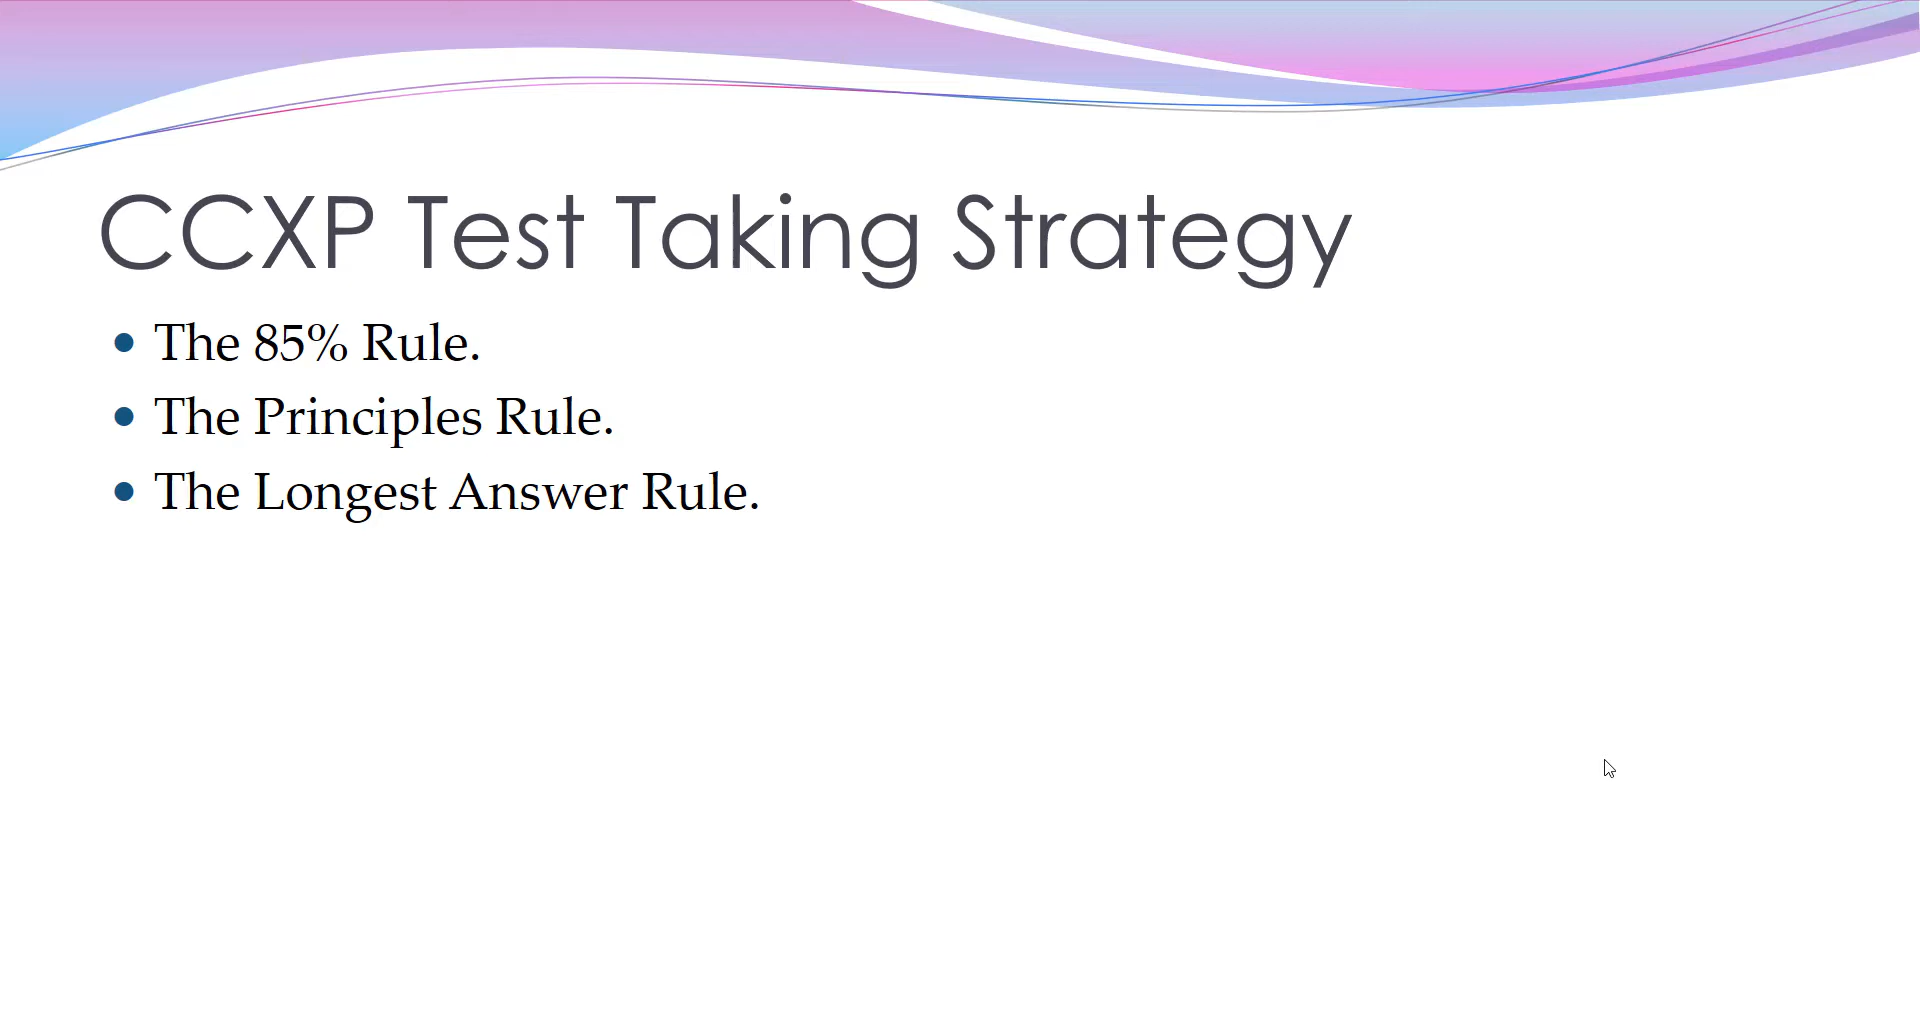 CCXP Test Taking Strategy
• The 85% Rule.
• The Principles Rule.
• The Longest Answer Rule.